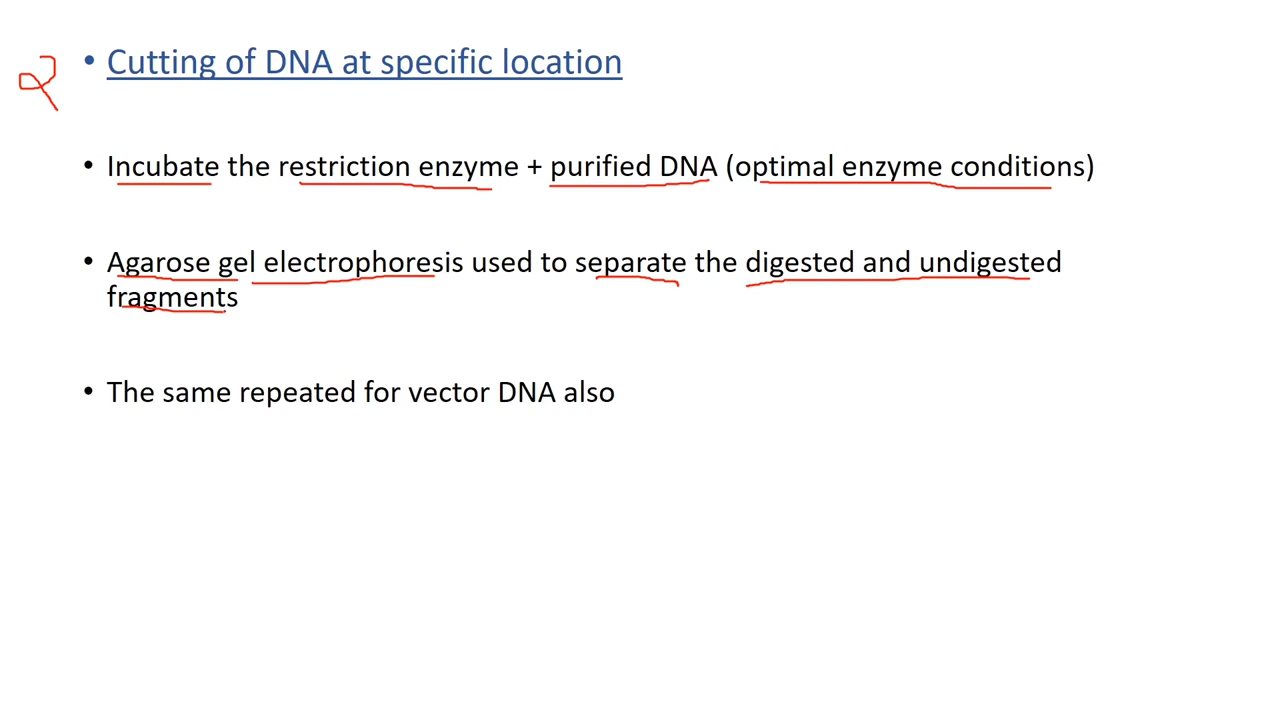 2
• Cutting of DNA at specific location
• Incubate the restriction enzyme + purified DNA (optimal enzyme conditions)
• Agarose gel electrophoresis used to separate the digested and undigested
fragments
• The same repeated for vector DNA also